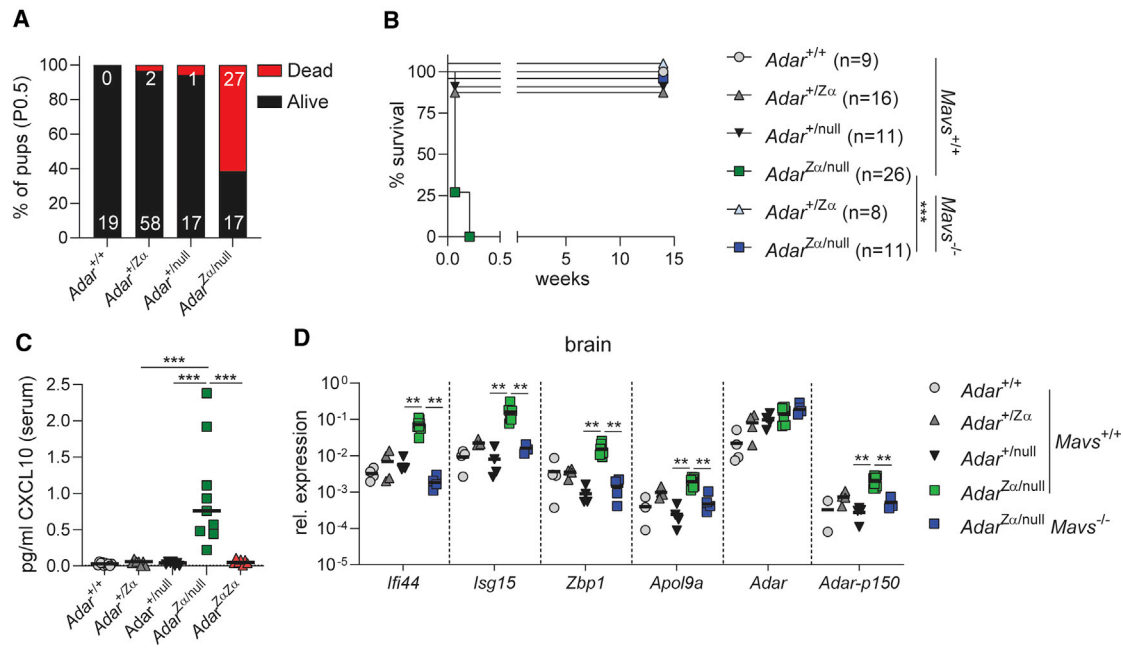 A
% of pups (P0.5)
100
80
60
40
20
0
0
2
1
27
19
58
17
17
Dead
Alive
Adar+/+
Adar+/Zα
Adar+/null
AdarZα/null
B
% survival
100
75
50
25
0
0.0
0.5
5
10
15
weeks
Adar+/+ (n=9)
Adar+/Zα (n=16)
Adar+/null (n=11)
AdarZα/null (n=26)
Adar+/Zα (n=8)
AdarZα/null (n=11)
***
Mavs+/+
Mavs-/-
C
pg/ml CXCL10 (serum)
2.5
2.0
1.5
1.0
0.5
0.0
***
*** ***
Adar+/+
Adar+/Zα
Adar+/null
AdarZα/null
AdarZαZα
D
brain
rel. expression
10^0
10^-1
10^-2
10^-3
10^-4
10^-5
** **
** **
** **
** **
** **
Ifi44
Isg15
Zbp1
Apol9a
Adar
Adar-p150
Adar+/+
Adar+/Zα
Adar+/null
AdarZα/null
AdarZα/null Mavs-/-
Mavs+/+